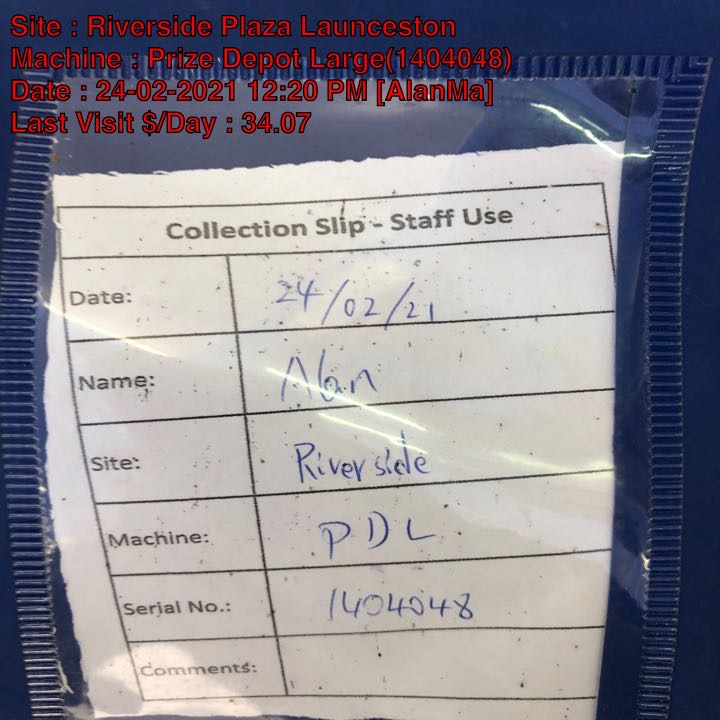 Site : Riverside Plaza Launceston
Machine : Prize Depot Large(1404048)
Date : 24-02-2021 12:20 PM [AlanMa]
Last Visit $/Day : 34.07
Collection Slip - Staff Use
Date: 24/02/21
Name: Alan
Site: Riverside
Machine: PDL
Serial No.: 1404048
Comments: